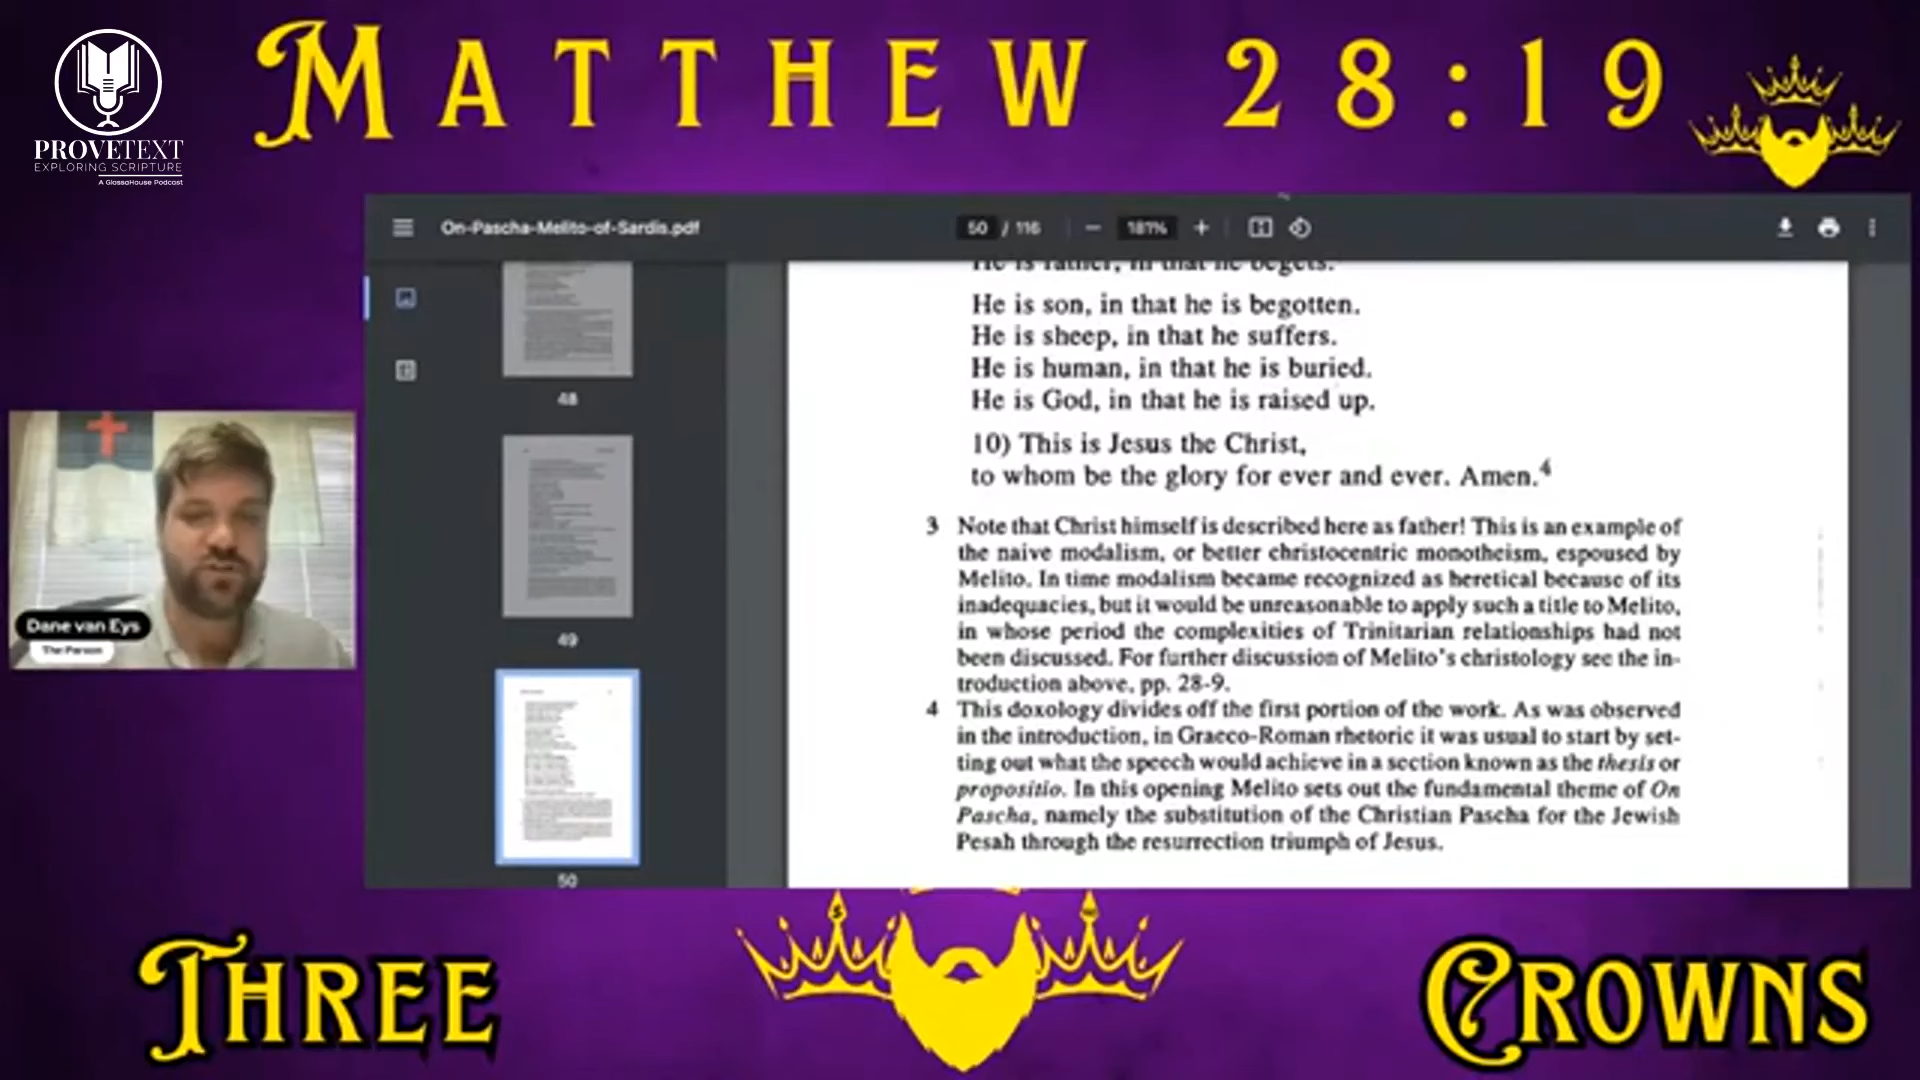 MATTHEW 28:19
PROVETEXT
EXPLORING SCRIPTURE
A GlossaHouse Podcast
On-Pascha-Melito-of-Sardis.pdf
50 / 116
181%
He is father, in that he begets.
He is son, in that he is begotten.
He is sheep, in that he suffers.
He is human, in that he is buried.
He is God, in that he is raised up.
10) This is Jesus the Christ,
to whom be the glory for ever and ever. Amen.4
3 Note that Christ himself is described here as father! This is an example of
the naive modalism, or better christocentric monotheism, espoused by
Melito. In time modalism became recognized as heretical because of its
inadequacies, but it would be unreasonable to apply such a title to Melito,
in whose period the complexities of Trinitarian relationships had not
been discussed. For further discussion of Melito's christology see the in-
troduction above, pp. 28-9.
4 This doxology divides off the first portion of the work. As was observed
in the introduction, in Graeco-Roman rhetoric it was usual to start by set-
ting out what the speech would achieve in a section known as the thesis or
propositio. In this opening Melito sets out the fundamental theme of On
Pascha, namely the substitution of the Christian Pascha for the Jewish
Pesah through the resurrection triumph of Jesus.
48
49
50
Dane van Eys
The Parson
THREE
CROWNS